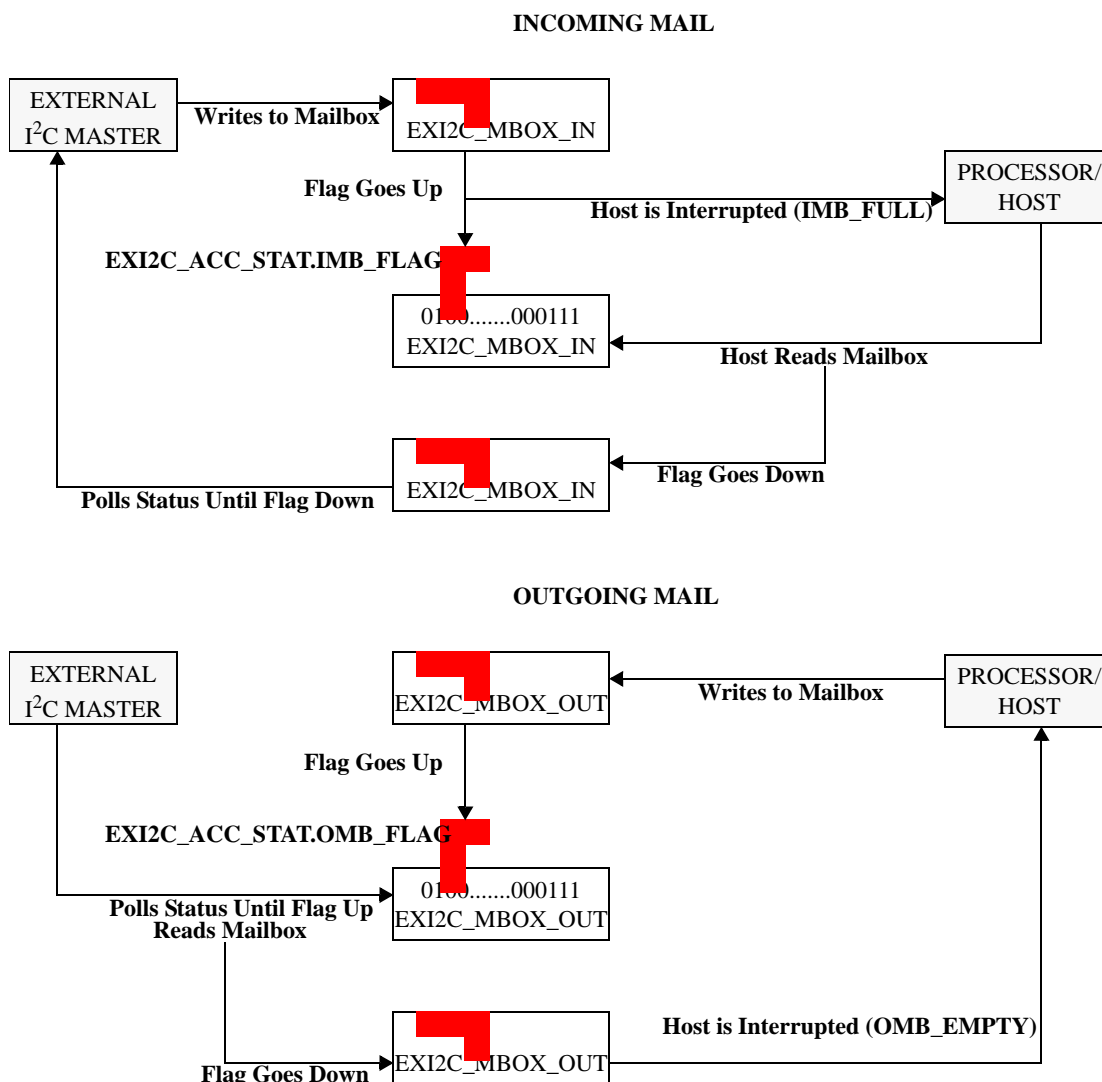 INCOMING MAIL
EXTERNAL
I²C MASTER
Writes to Mailbox
EXI2C_MBOX_IN
Flag Goes Up
PROCESSOR/
HOST
Host is Interrupted (IMB_FULL)
EXI2C_ACC_STAT.IMB_FLAG
0100.......000111
EXI2C_MBOX_IN
Host Reads Mailbox
Flag Goes Down
EXI2C_MBOX_IN
Polls Status Until Flag Down
OUTGOING MAIL
EXTERNAL
I²C MASTER
EXI2C_MBOX_OUT
Writes to Mailbox
PROCESSOR/
HOST
Flag Goes Up
EXI2C_ACC_STAT.OMB_FLAG
0100.......000111
EXI2C_MBOX_OUT
Polls Status Until Flag Up
Reads Mailbox
Host is Interrupted (OMB_EMPTY)
EXI2C_MBOX_OUT
Flag Goes Down